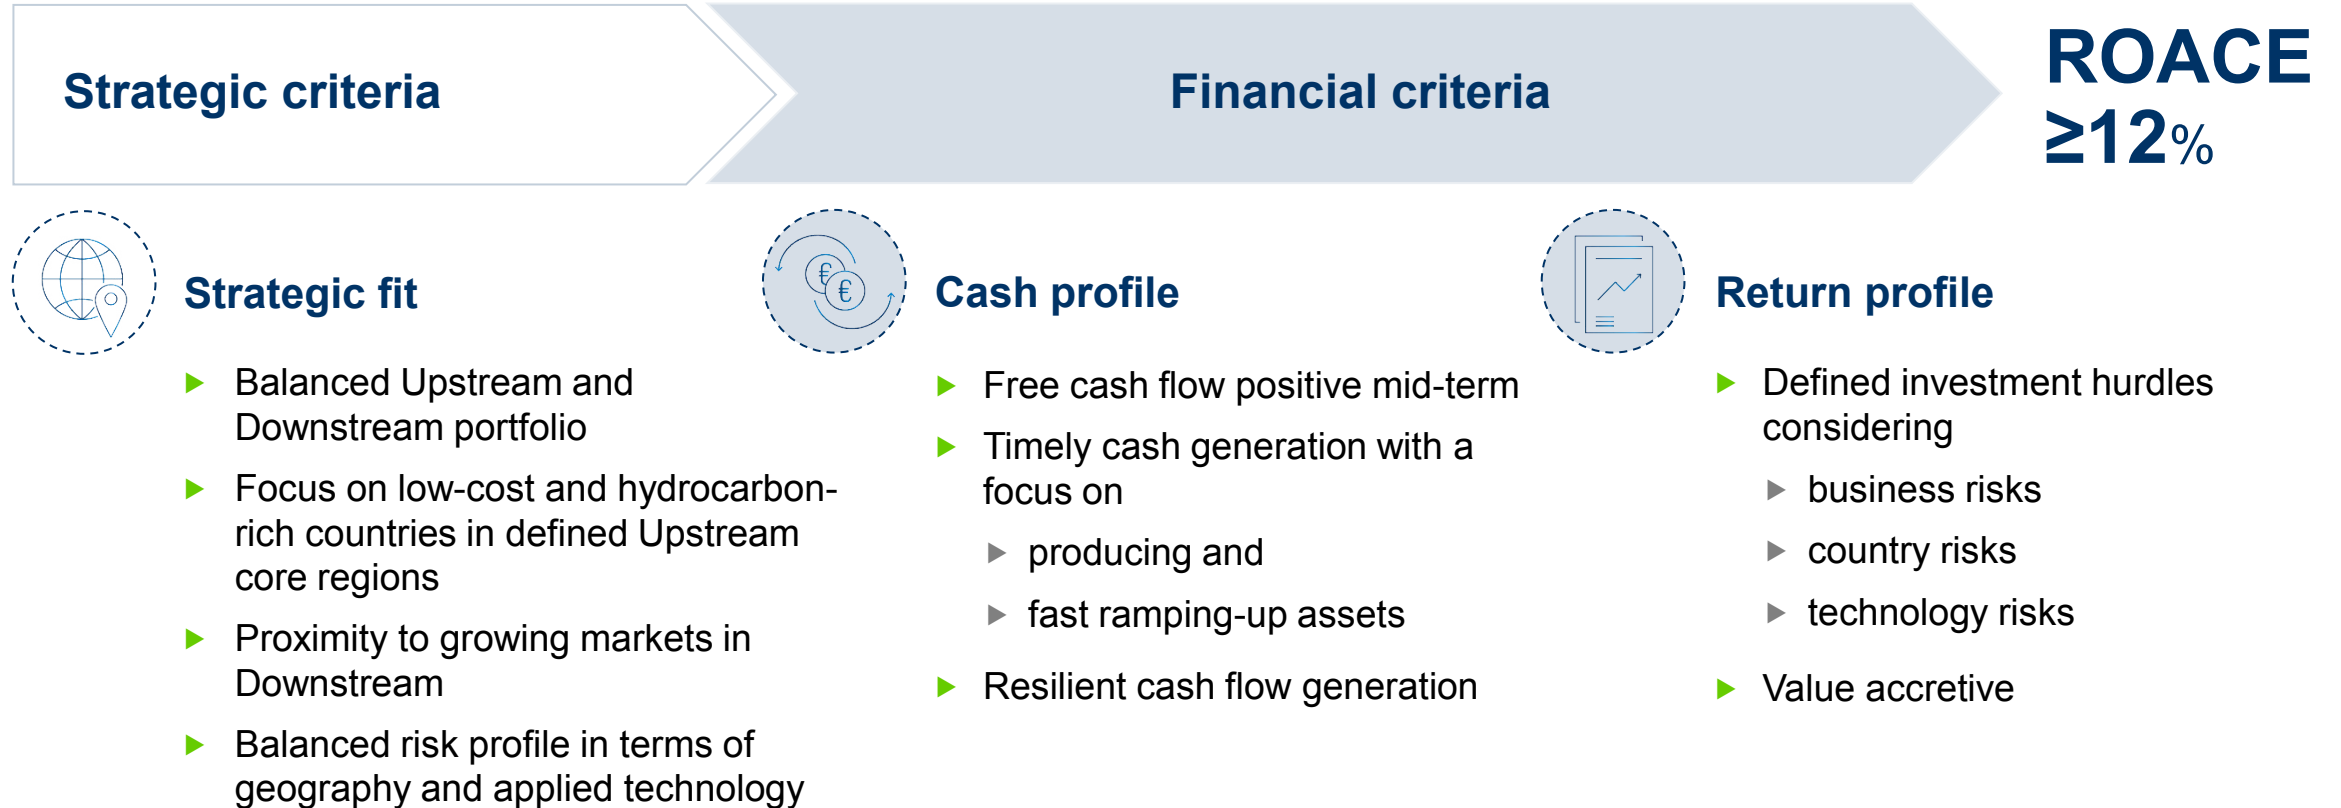 Strategic criteria
Financial criteria
ROACE
≥12%
Strategic fit
Balanced Upstream and
Downstream portfolio
Focus on low-cost and hydrocarbon-
rich countries in defined Upstream
core regions
Proximity to growing markets in
Downstream
Balanced risk profile in terms of
geography and applied technology
€
€
Cash profile
Free cash flow positive mid-term
Timely cash generation with a
focus on
producing and
fast ramping-up assets
Resilient cash flow generation
Return profile
Defined investment hurdles
considering
business risks
country risks
technology risks
Value accretive